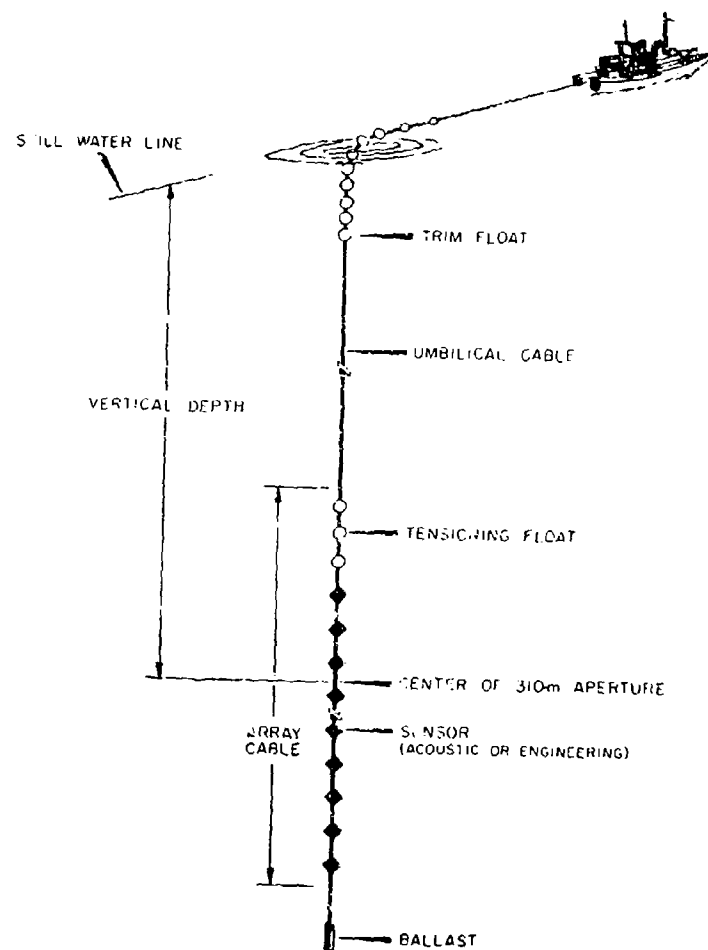 STILL WATER LINE
TRIM FLOAT
UMBILICAL CABLE
VERTICAL DEPTH
TENSIONING FLOAT
CENTER OF 310m APERTURE
SENSOR
(ACOUSTIC OR ENGINEERING)
ARRAY
CABLE
BALLAST